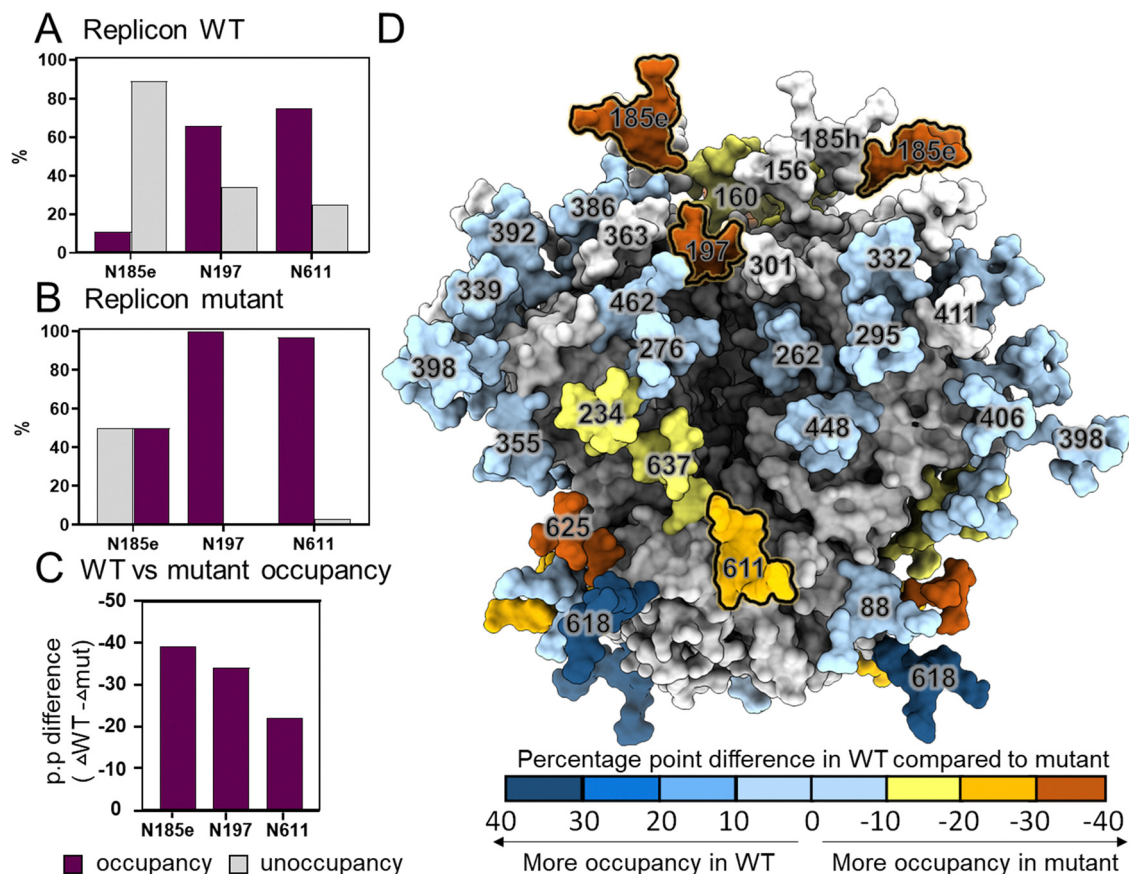 A Replicon WT
100
80
60
40
20
0
%
N185e N197 N611
B Replicon mutant
100
80
60
40
20
0
%
N185e N197 N611
C WT vs mutant occupancy
-50
-40
-30
-20
-10
0
p.p difference
( △WT -△mut)
N185e N197 N611
occupancy unoccupancy
D
185e
185h
185e
156
160
386
392
363
197
301
332
339
462
411
276
262
295
398
234
448
406
398
355
637
625
611
618
88
618
Percentage point difference in WT compared to mutant
40 30 20 10 0 -10 -20 -30 -40
More occupancy in WT More occupancy in mutant